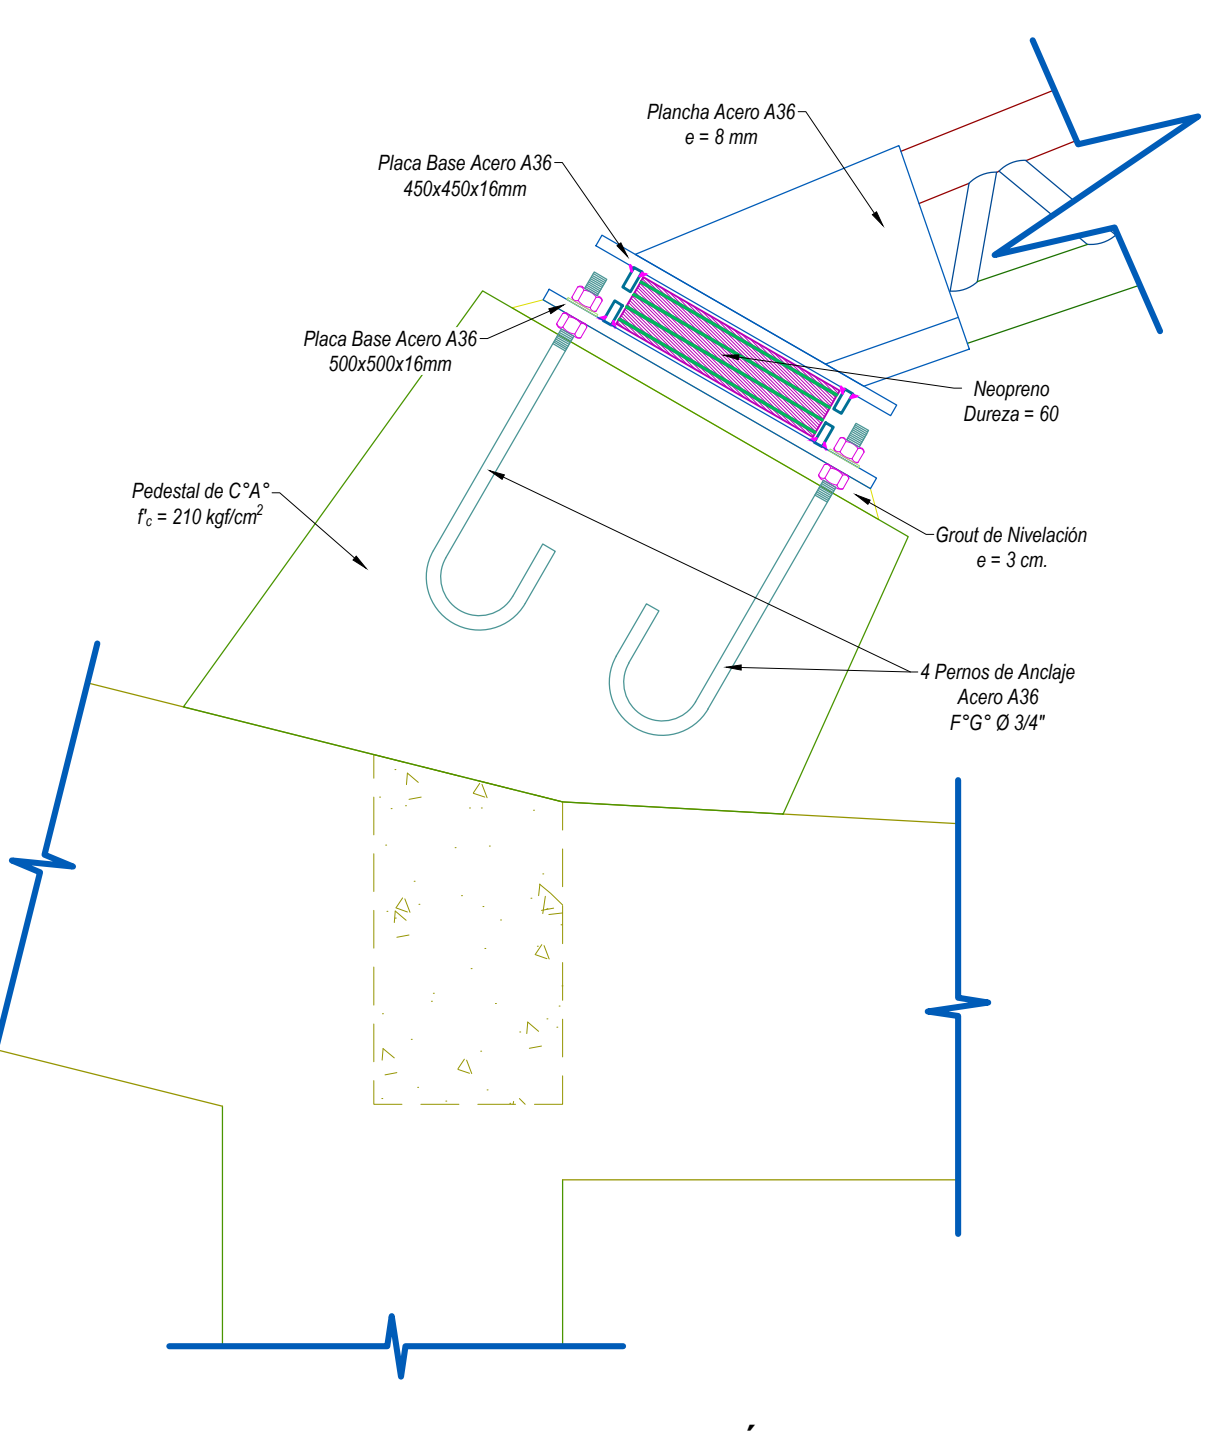 Plancha Acero A36
e = 8 mm
Placa Base Acero A36
450x450x16mm
Placa Base Acero A36
500x500x16mm
Neopreno
Dureza = 60
Pedestal de C°A°
f'c = 210 kgf/cm²
Grout de Nivelación
e = 3 cm.
4 Pernos de Anclaje
Acero A36
F°G° Ø 3/4"